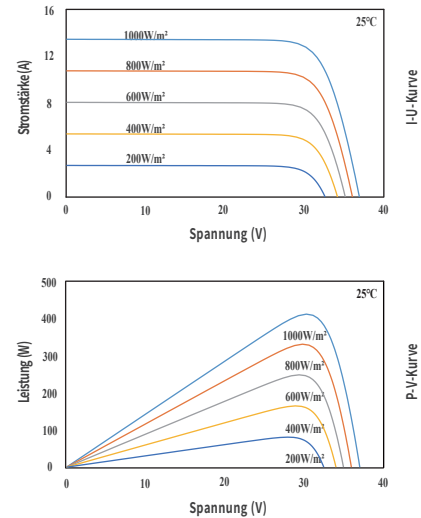 16
12
8
4
0
Stromstärke (A)
25°C
1000W/m²
800W/m²
600W/m²
400W/m²
200W/m²
0
10
20
30
40
Spannung (V)
I-U-Kurve
500
400
300
200
100
0
Leistung (W)
25°C
1000W/m²
800W/m²
600W/m²
400W/m²
200W/m²
0
10
20
30
40
Spannung (V)
P-V-Kurve